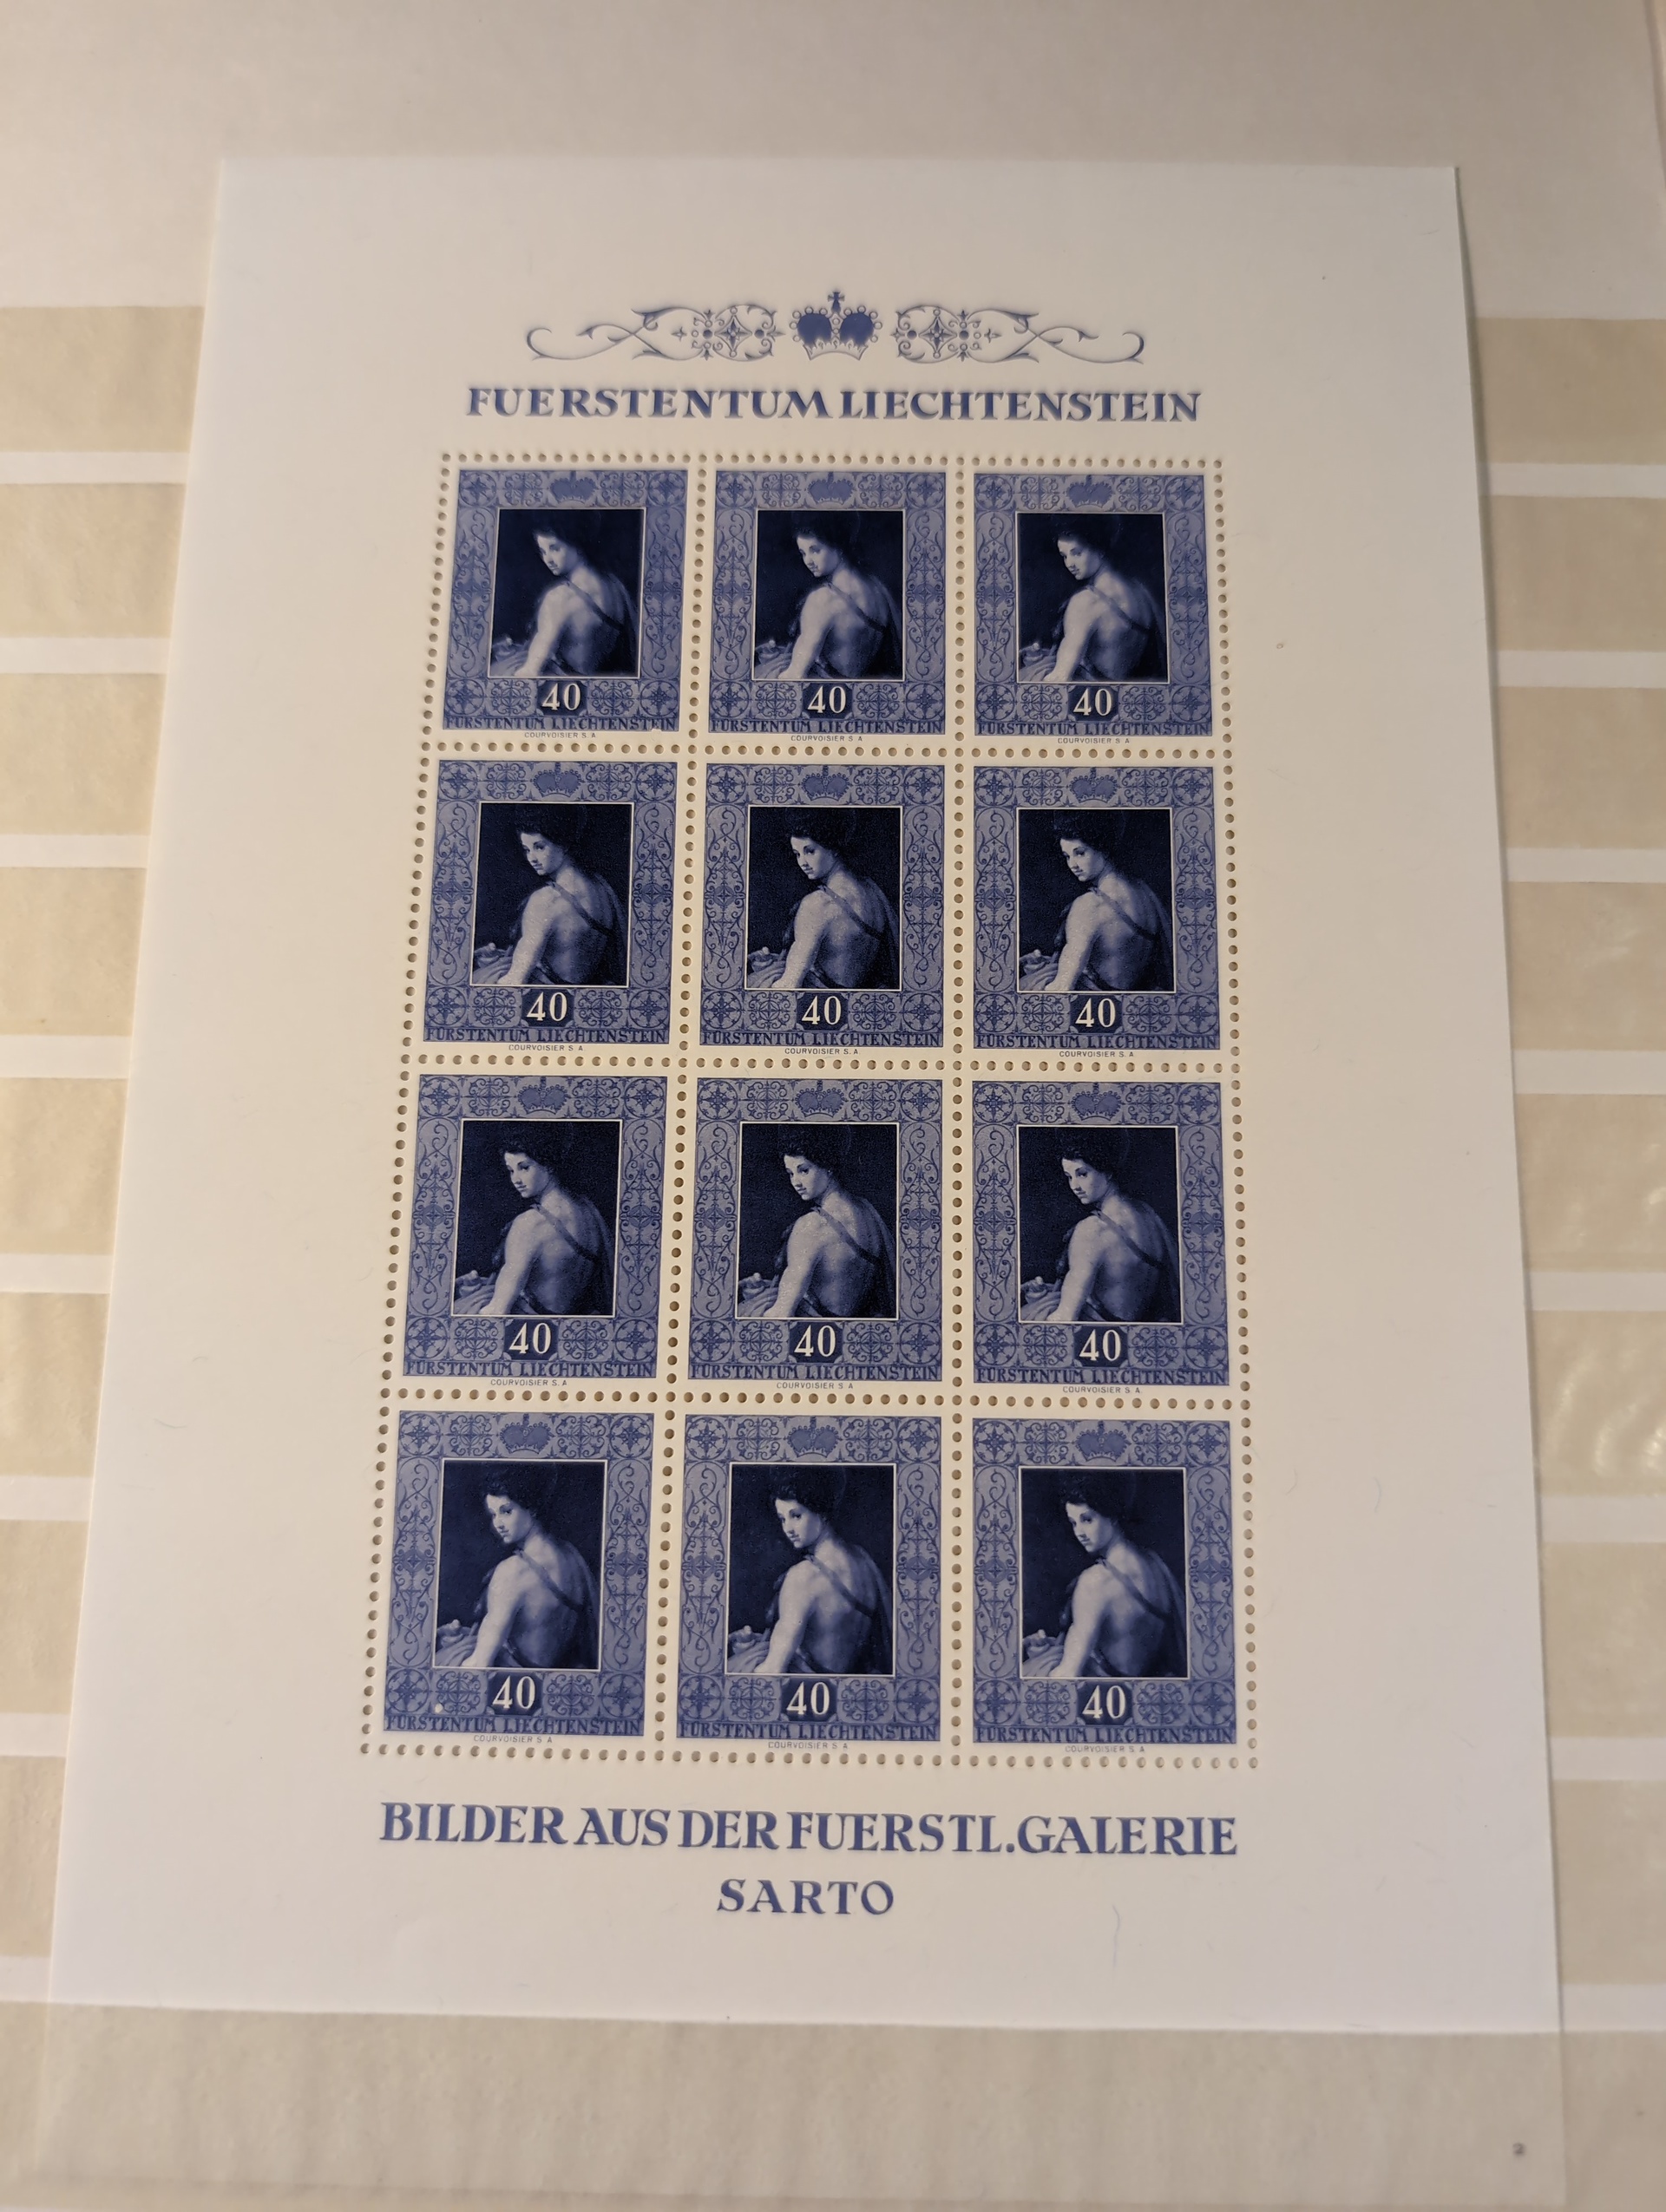 FUERSTENTUM LIECHTENSTEIN
40 40 40
FÜRSTENTUM LIECHTENSTEIN FÜRSTENTUM LIECHTENSTEIN FÜRSTENTUM LIECHTENSTEIN
COURVOISIER S.A. COURVOISIER S.A. COURVOISIER S.A.
40 40 40
FÜRSTENTUM LIECHTENSTEIN FÜRSTENTUM LIECHTENSTEIN FÜRSTENTUM LIECHTENSTEIN
COURVOISIER S.A. COURVOISIER S.A. COURVOISIER S.A.
40 40 40
FÜRSTENTUM LIECHTENSTEIN FÜRSTENTUM LIECHTENSTEIN FÜRSTENTUM LIECHTENSTEIN
COURVOISIER S.A. COURVOISIER S.A. COURVOISIER S.A.
40 40 40
FÜRSTENTUM LIECHTENSTEIN FÜRSTENTUM LIECHTENSTEIN FÜRSTENTUM LIECHTENSTEIN
COURVOISIER S.A. COURVOISIER S.A. COURVOISIER S.A.
BILDER AUS DER FUERSTL.GALERIE
SARTO
2